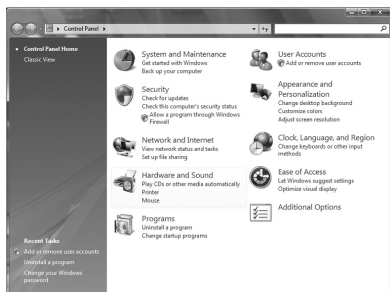 Control Panel
Control Panel Home
Classic View
System and Maintenance
Get started with Windows
Back up your computer
Security
Check for updates
Check this computer's security status
Allow a program through Windows
Firewall
Network and Internet
View network status and tasks
Set up file sharing
Hardware and Sound
Play CDs or other media automatically
Printer
Mouse
Programs
Uninstall a program
Change startup programs
User Accounts
Add or remove user accounts
Appearance and
Personalization
Change desktop background
Customize colors
Adjust screen resolution
Clock, Language, and Region
Change keyboards or other input
methods
Ease of Access
Let Windows suggest settings
Optimize visual display
Additional Options
Recent Tasks
Add or remove user accounts
Uninstall a program
Change your Windows
password